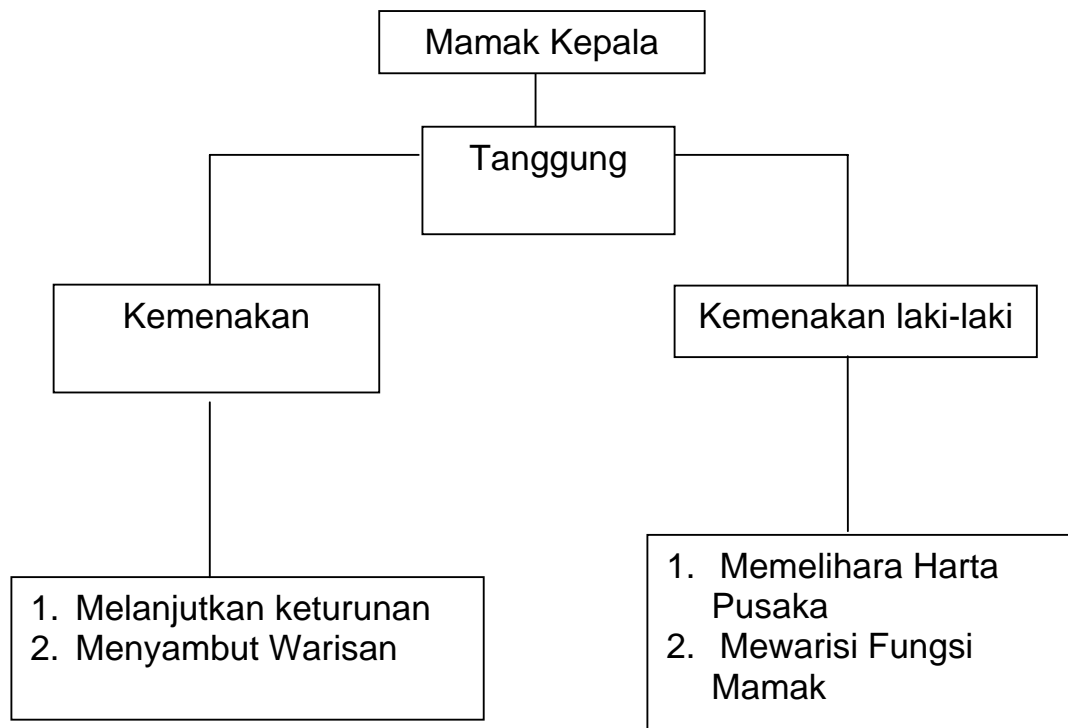 Mamak Kepala
Tanggung
Kemenakan
Kemenakan laki-laki
1. Melanjutkan keturunan
2. Menyambut Warisan
1. Memelihara Harta
Pusaka
2. Mewarisi Fungsi
Mamak